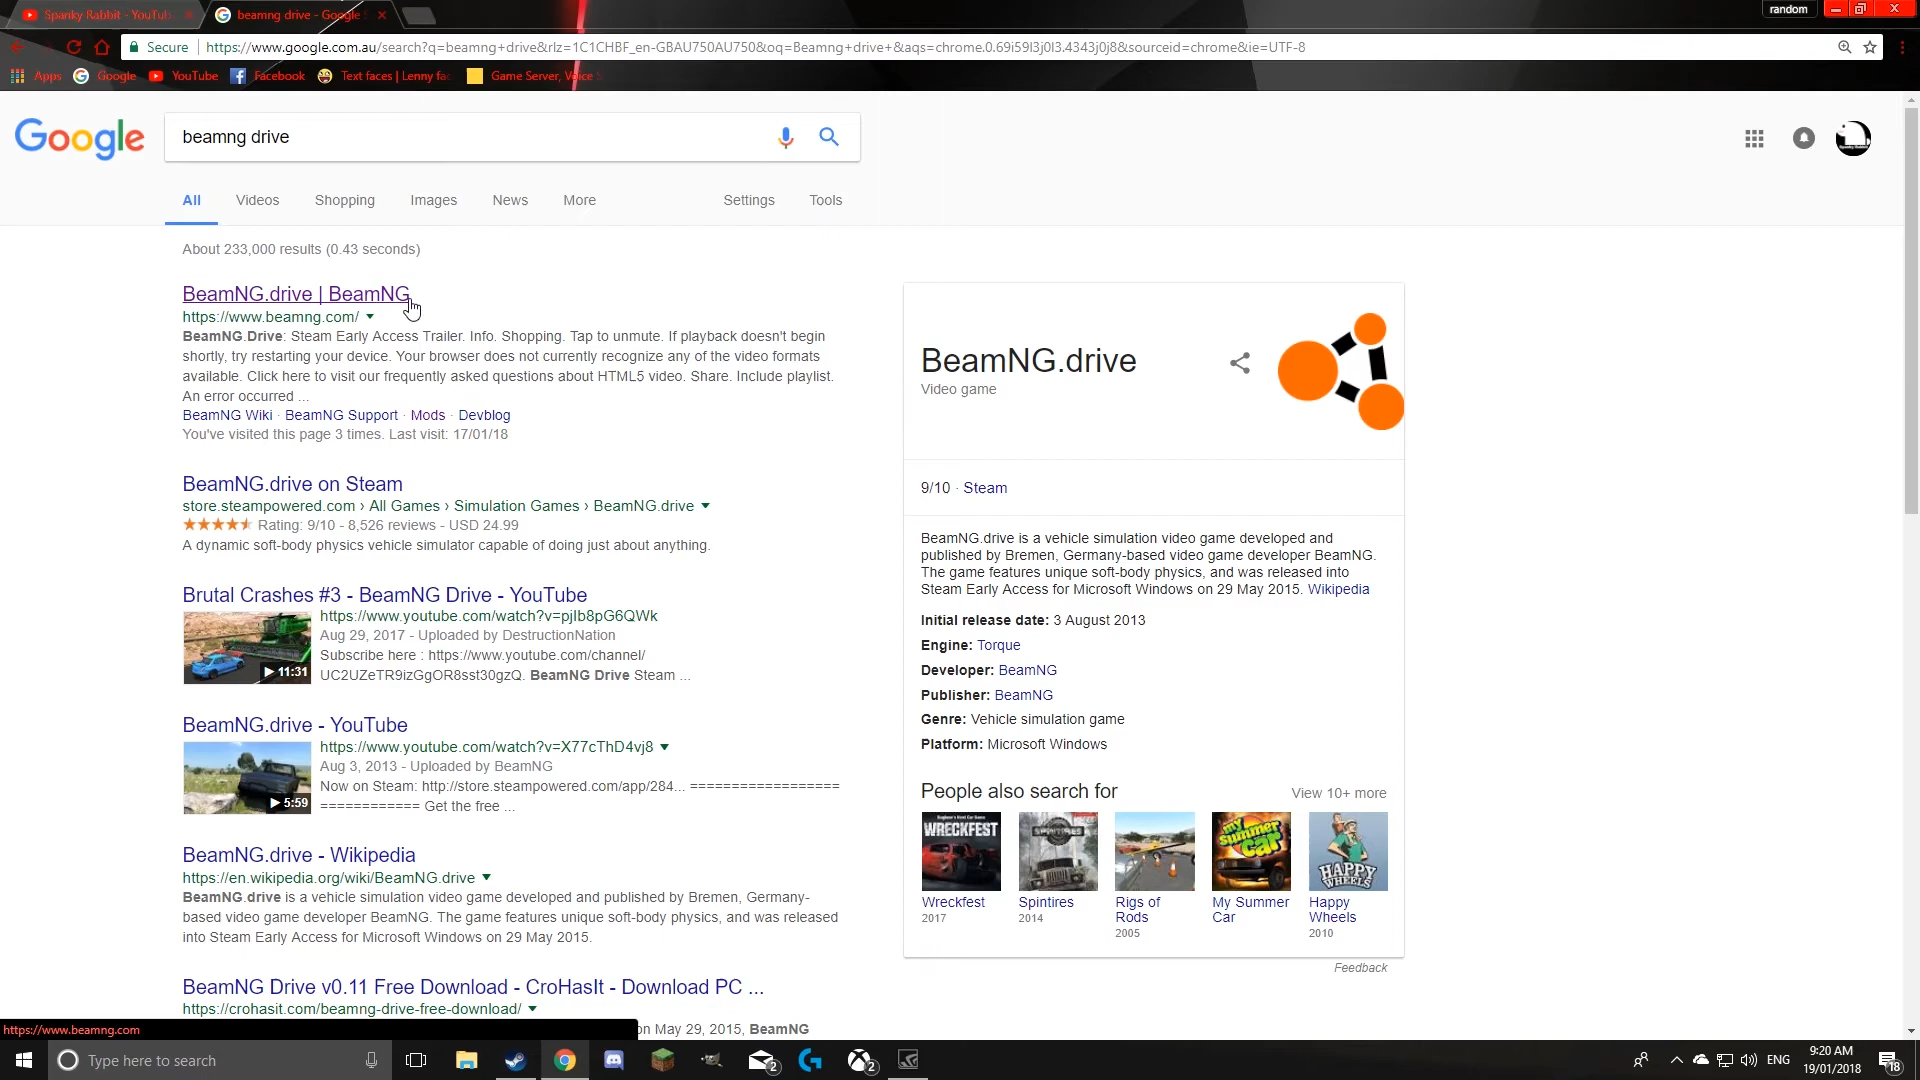 Spanky Rabbit - YouTub
beamng drive - Google
random
Secure
https://www.google.com.au/search?q=beamng+drive&rlz=1C1CHBF_en-GBAU750AU750&oq=Beamng+drive+&aqs=chrome.0.69i59l3j0l3.4343j0j8&sourceid=chrome&ie=UTF-8
Apps
Google
YouTube
Facebook
Text faces | Lenny fac
Game Server, Voice S
Google
beamng drive
All
Videos
Shopping
Images
News
More
Settings
Tools
About 233,000 results (0.43 seconds)
BeamNG.drive | BeamNG
https://www.beamng.com/
BeamNG.Drive: Steam Early Access Trailer. Info. Shopping. Tap to unmute. If playback doesn't begin
shortly, try restarting your device. Your browser does not currently recognize any of the video formats
available. Click here to visit our frequently asked questions about HTML5 video. Share. Include playlist.
An error occurred ...
BeamNG Wiki · BeamNG Support · Mods · Devblog
You've visited this page 3 times. Last visit: 17/01/18
BeamNG.drive on Steam
store.steampowered.com › All Games › Simulation Games › BeamNG.drive
Rating: 9/10 - 8,526 reviews - USD 24.99
A dynamic soft-body physics vehicle simulator capable of doing just about anything.
Brutal Crashes #3 - BeamNG Drive - YouTube
https://www.youtube.com/watch?v=pjIb8pG6QWk
Aug 29, 2017 - Uploaded by DestructionNation
Subscribe here : https://www.youtube.com/channel/
UC2UZeTR9izGgOR8sst30gzQ. BeamNG Drive Steam ...
11:31
BeamNG.drive - YouTube
https://www.youtube.com/watch?v=X77cThD4vj8
Aug 3, 2013 - Uploaded by BeamNG
Now on Steam: http://store.steampowered.com/app/284... ==================
============ Get the free ...
5:59
BeamNG.drive - Wikipedia
https://en.wikipedia.org/wiki/BeamNG.drive
BeamNG.drive is a vehicle simulation video game developed and published by Bremen, Germany-
based video game developer BeamNG. The game features unique soft-body physics, and was released
into Steam Early Access for Microsoft Windows on 29 May 2015.
BeamNG Drive v0.11 Free Download - CroHasIt - Download PC ...
https://crohasit.com/beamng-drive-free-download/
on May 29, 2015, BeamNG
https://www.beamng.com
BeamNG.drive
Video game
9/10 · Steam
BeamNG.drive is a vehicle simulation video game developed and
published by Bremen, Germany-based video game developer BeamNG.
The game features unique soft-body physics, and was released into
Steam Early Access for Microsoft Windows on 29 May 2015. Wikipedia
Initial release date: 3 August 2013
Engine: Torque
Developer: BeamNG
Publisher: BeamNG
Genre: Vehicle simulation game
Platform: Microsoft Windows
People also search for
View 10+ more
WRECKFEST
SPINTIRES
my summer car
HAPPY WHEELS
Wreckfest
2017
Spintires
2014
Rigs of
Rods
2005
My Summer
Car
Happy
Wheels
2010
Feedback
Type here to search
2
2
ENG
9:20 AM
19/01/2018
18